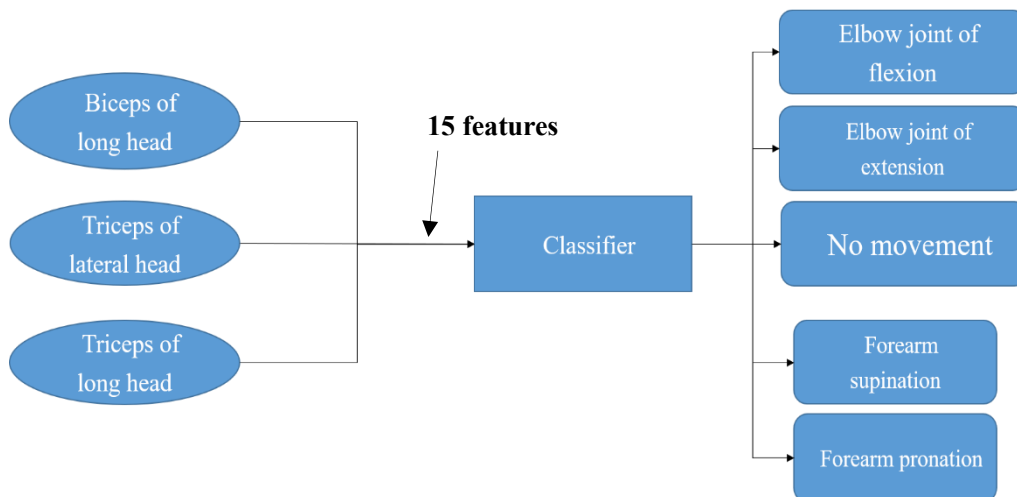 Biceps of
long head
Triceps of
lateral head
Triceps of
long head
15 features
Classifier
Elbow joint of
flexion
Elbow joint of
extension
No movement
Forearm
supination
Forearm pronation